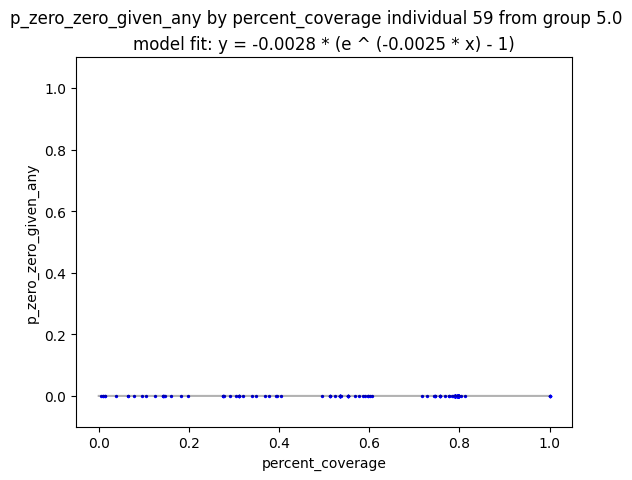 p_zero_zero_given_any by percent_coverage individual 59 from group 5.0
model fit: y = -0.0028 * (e ^ (-0.0025 * x) - 1)
1.0
0.8
0.6
0.4
0.2
0.0
p_zero_zero_given_any
0.0 0.2 0.4 0.6 0.8 1.0
percent_coverage